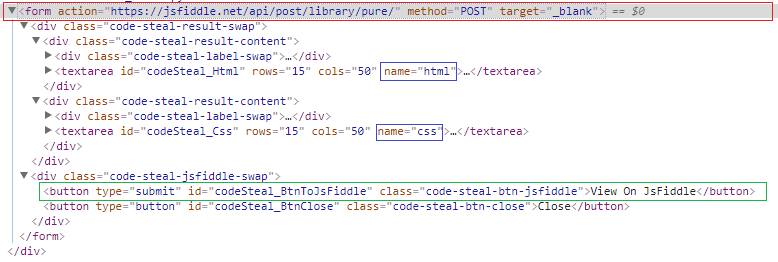 ▼<form action="https://jsfiddle.net/api/post/library/pure/" method="POST" target="_blank"> == $0
▼<div class="code-steal-result-swap">
▼<div class="code-steal-result-content">
▶<div class="code-steal-label-swap">…</div>
▶<textarea id="codeSteal_Html" rows="15" cols="50" name="html">…</textarea>
</div>
▼<div class="code-steal-result-content">
▶<div class="code-steal-label-swap">…</div>
▶<textarea id="codeSteal_Css" rows="15" cols="50" name="css">…</textarea>
</div>
</div>
▼<div class="code-steal-jsfiddle-swap">
<button type="submit" id="codeSteal_BtnToJsFiddle" class="code-steal-btn-jsfiddle">View On JsFiddle</button>
<button type="button" id="codeSteal_BtnClose" class="code-steal-btn-close">Close</button>
</div>
</form>
</div>